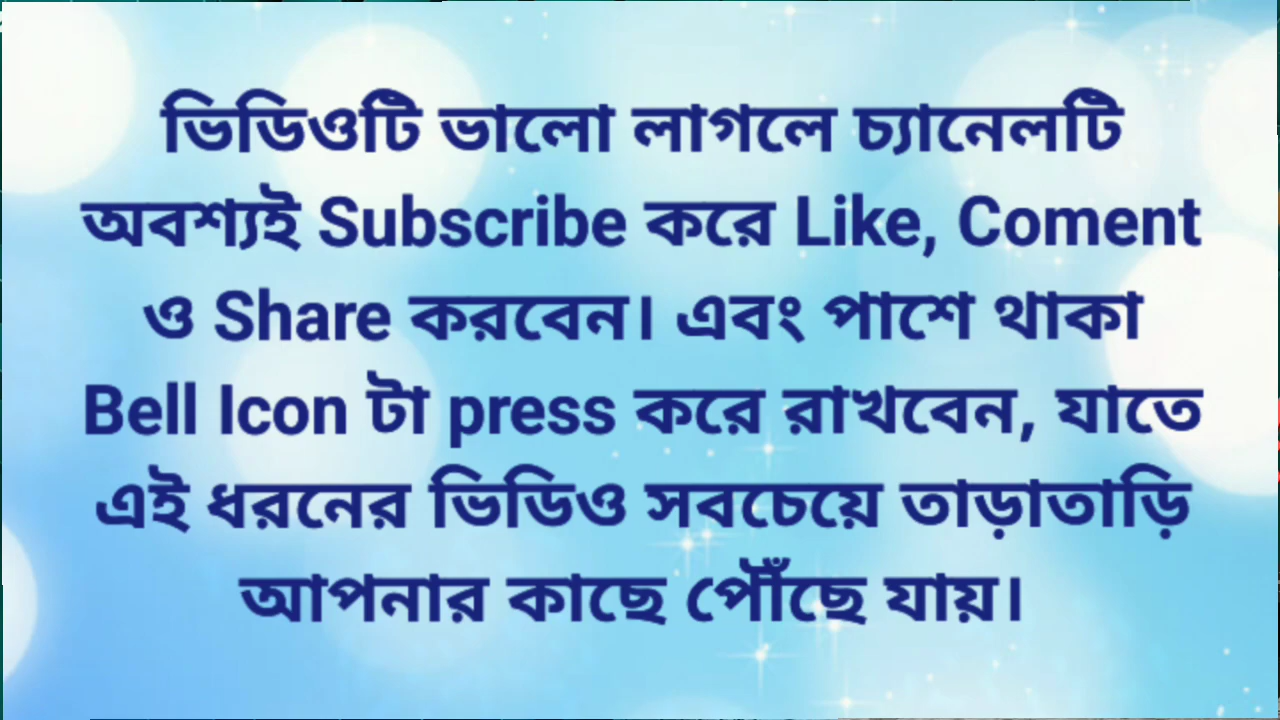 ভিডিওটি ভালো লাগলে চ্যানেলটি
অবশ্যই Subscribe করে Like, Coment
ও Share করবেন। এবং পাশে থাকা
Bell Icon টা press করে রাখবেন, যাতে
এই ধরনের ভিডিও সবচেয়ে তাড়াতাড়ি
আপনার কাছে পৌঁছে যায়।